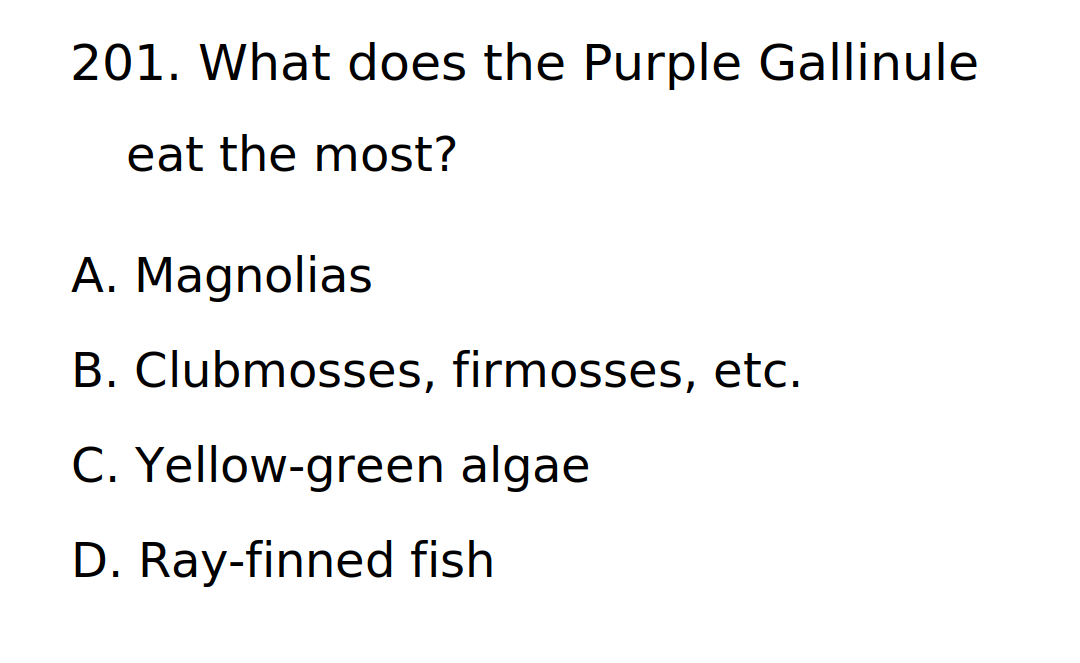 201. What does the Purple Gallinule
eat the most?
A. Magnolias
B. Clubmosses, firmosses, etc.
C. Yellow-green algae
D. Ray-finned fish